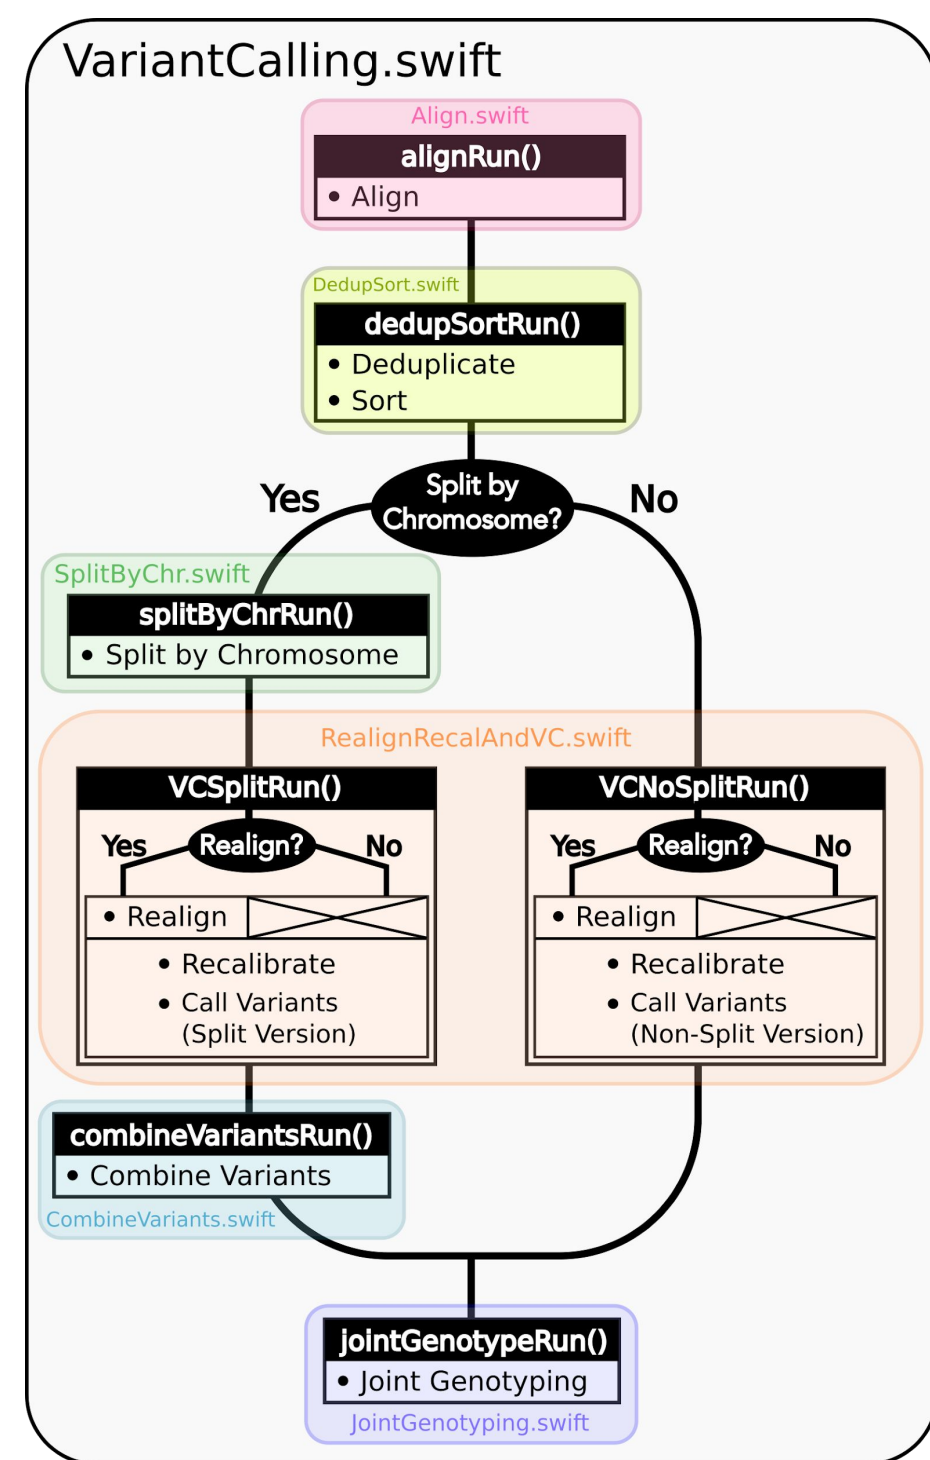 VariantCalling.swift
Align.swift
alignRun()
• Align
DedupSort.swift
dedupSortRun()
• Deduplicate
• Sort
Split by
Chromosome?
Yes
No
SplitByChr.swift
splitByChrRun()
• Split by Chromosome
RealignRecalAndVC.swift
VCSplitRun()
Realign?
Yes
No
• Realign
• Recalibrate
• Call Variants
(Split Version)
VCNoSplitRun()
Realign?
Yes
No
• Realign
• Recalibrate
• Call Variants
(Non-Split Version)
combineVariantsRun()
• Combine Variants
CombineVariants.swift
jointGenotypeRun()
• Joint Genotyping
JointGenotyping.swift